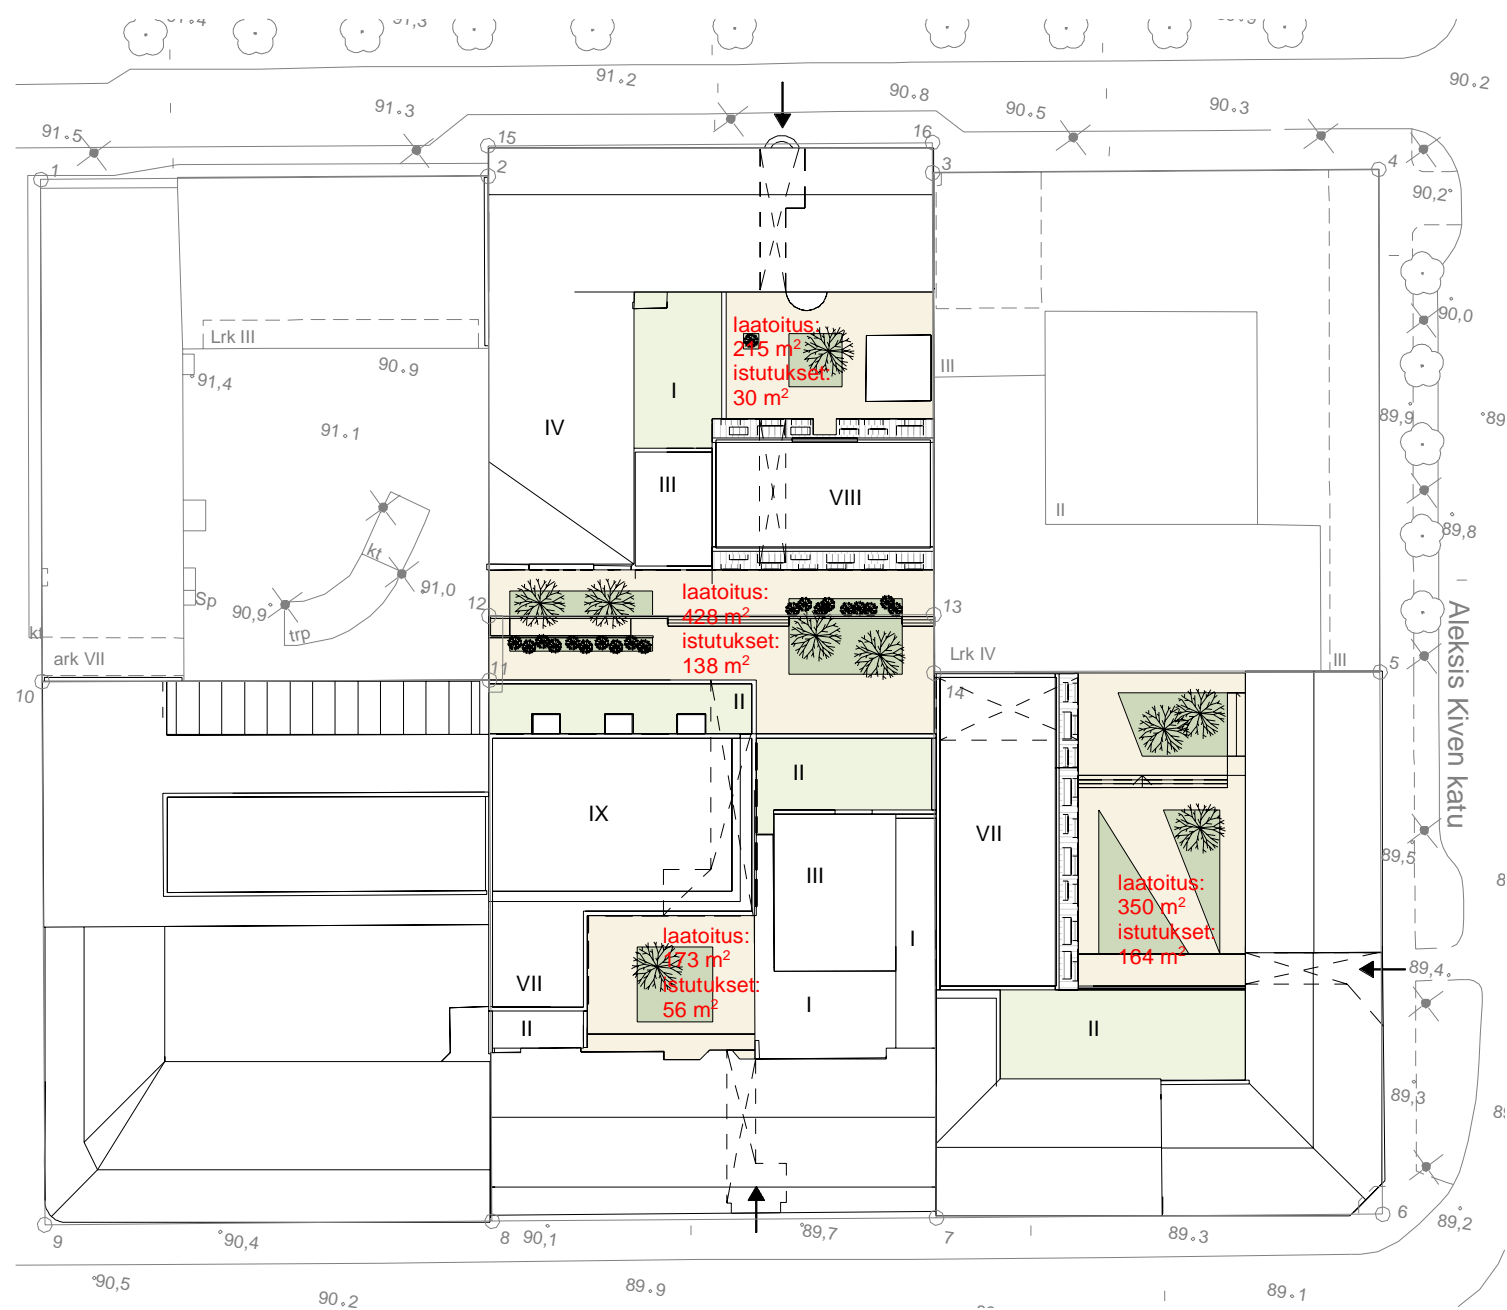 91.2
90.8
90.2
91.5
91.3
90.5
90.3
15
16
1
2
3
4
90,2
Lrk III
90.9
91,4
91.1
laatoitus:
215 m²
istutukset:
30 m²
I
IV
III
VIII
III
90,0
89,9
II
89,8
kt
91,0
Sp
90,9
trp
kt
ark VII
10
12
11
13
14
laatoitus:
428 m²
istutukset:
138 m²
Lrk IV
III
5
Aleksis Kiven katu
II
II
IX
III
VII
89,5
laatoitus:
350 m²
istutukset:
164 m²
I
laatoitus:
173 m²
istutukset:
56 m²
VII
II
I
II
89,4
89,3
6
89,2
9
90,4
8
90,1
89,7
7
89.3
90,5
90.2
89.9
89.1